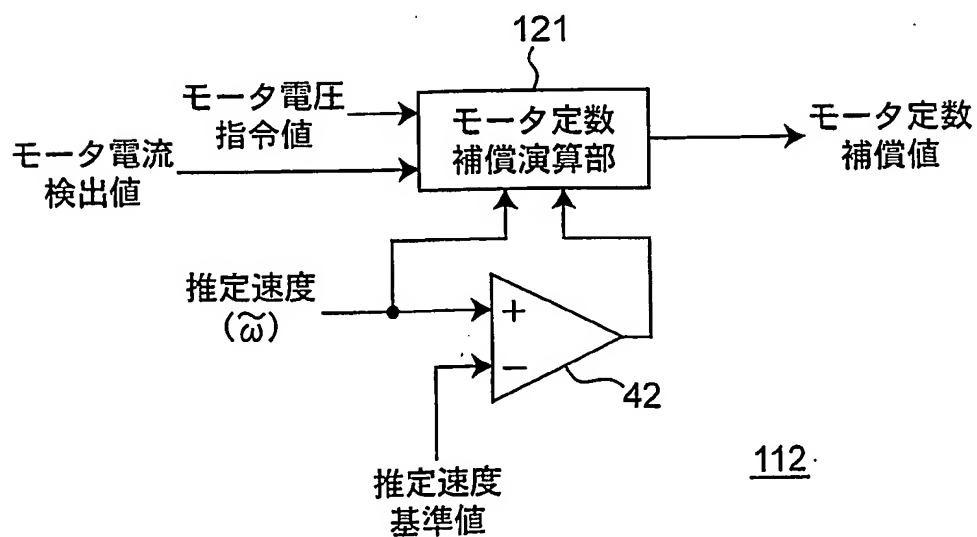 121
モータ電圧
指令値
モータ定数
補償演算部
モータ定数
補償値
モータ電流
検出値
推定速度
(ω̃)
+
−
42
推定速度
基準値
112